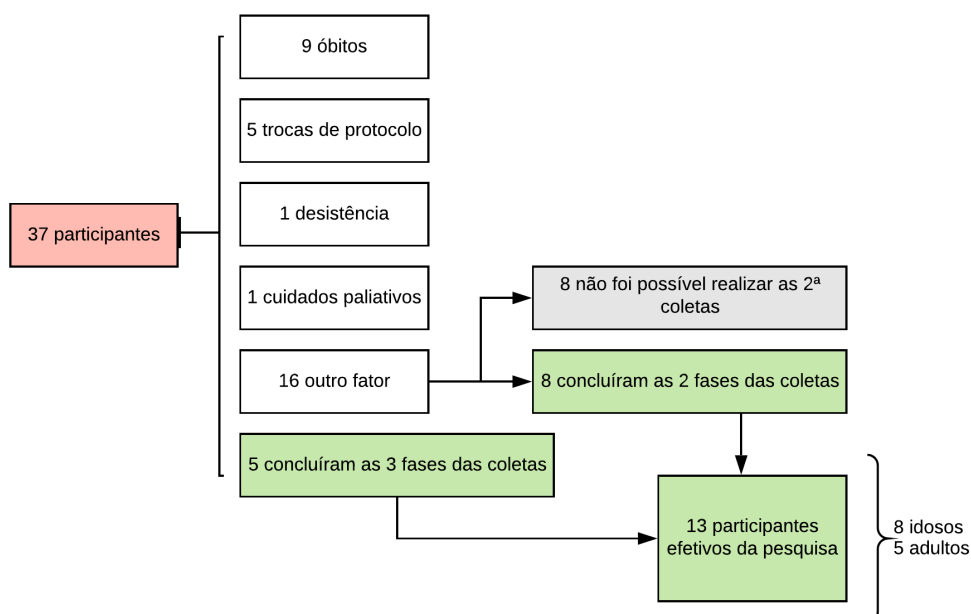 9 óbitos
5 trocas de protocolo
1 desistência
37 participantes
1 cuidados paliativos
8 não foi possível realizar as 2ª
coletas
16 outro fator
8 concluíram as 2 fases das coletas
5 concluíram as 3 fases das coletas
13 participantes
efetivos da pesquisa
8 idosos
5 adultos